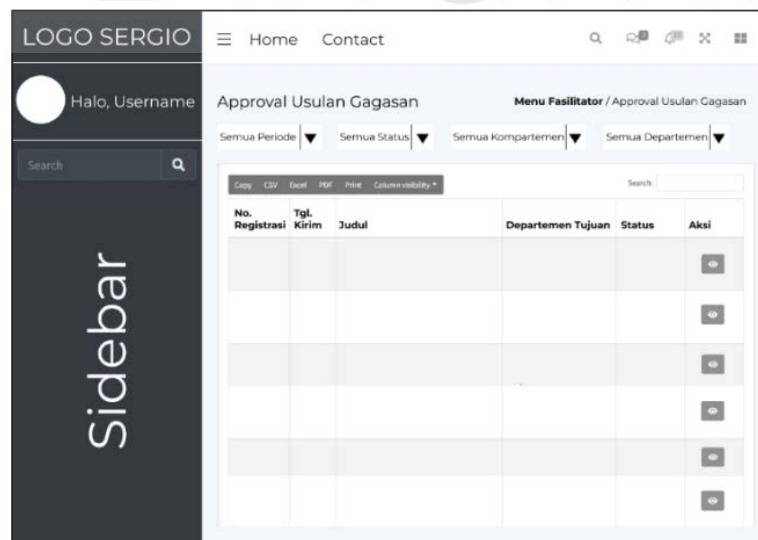 LOGO SERGIO
Home Contact
Halo, Username
Search
Sidebar
Approval Usulan Gagasan
Menu Fasilitator / Approval Usulan Gagasan
Semua Periode
Semua Status
Semua Kompartemen
Semua Departemen
Copy CSV Excel PDF Print Column visibility
Search:
No. Registrasi
Tgl. Kirim
Judul
Departemen Tujuan
Status
Aksi